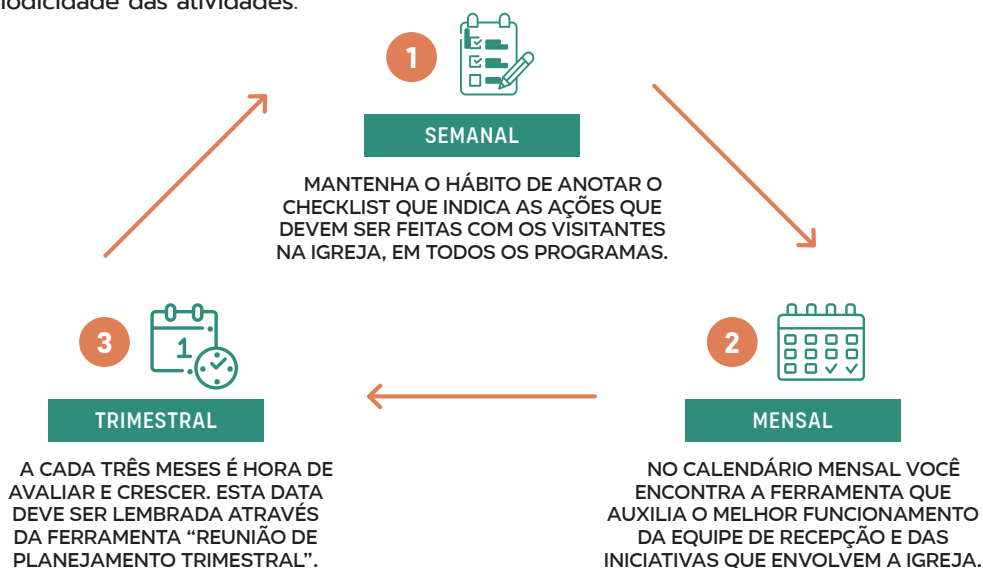 das atividades.
1
SEMANAL
MANTENHA O HÁBITO DE ANOTAR O
CHECKLIST QUE INDICA AS AÇÕES QUE
DEVEM SER FEITAS COM OS VISITANTES
NA IGREJA, EM TODOS OS PROGRAMAS.
3
1
TRIMESTRAL
A CADA TRÊS MESES É HORA DE
AVALIAR E CRESCER. ESTA DATA
DEVE SER LEMBRADA ATRAVÉS
DA FERRAMENTA “REUNIÃO DE
PLANEJAMENTO TRIMESTRAL”.
2
MENSAL
NO CALENDÁRIO MENSAL VOCÊ
ENCONTRA A FERRAMENTA QUE
AUXILIA O MELHOR FUNCIONAMENTO
DA EQUIPE DE RECEPÇÃO E DAS
INICIATIVAS QUE ENVOLVEM A IGREJA.